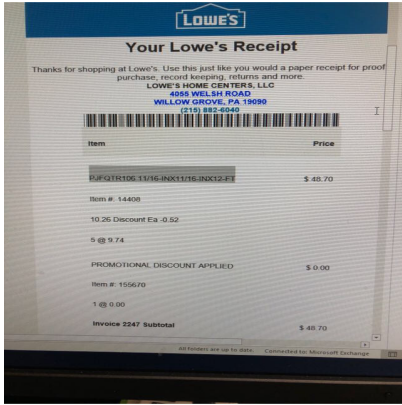 LOWE'S
Your Lowe's Receipt
Thanks for shopping at Lowe's. Use this just like you would a paper receipt for proof
purchase, record keeping, returns and more.
LOWE'S HOME CENTERS, LLC
4055 WELSH ROAD
WILLOW GROVE, PA 19090
(215) 882-6040
Item Price
PJFQTR106 11/16-INX11/16-INX12-FT $ 48.70
Item #: 14408
10.26 Discount Ea -0.52
5 @ 9.74
PROMOTIONAL DISCOUNT APPLIED $ 0.00
Item #: 155670
1 @ 0.00
Invoice 2247 Subtotal $ 48.70
All folders are up to date. Connected to: Microsoft Exchange